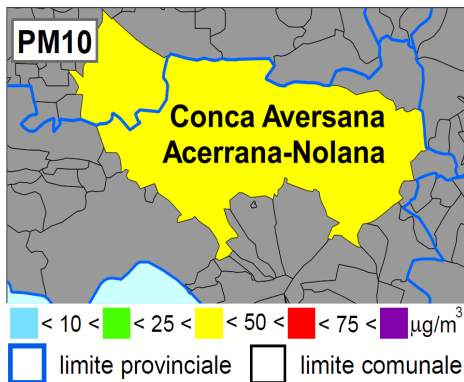 PM10
Conca Aversana
Acerrana-Nolana
< 10 < < 25 < < 50 < < 75 < μg/m³
limite provinciale limite comunale